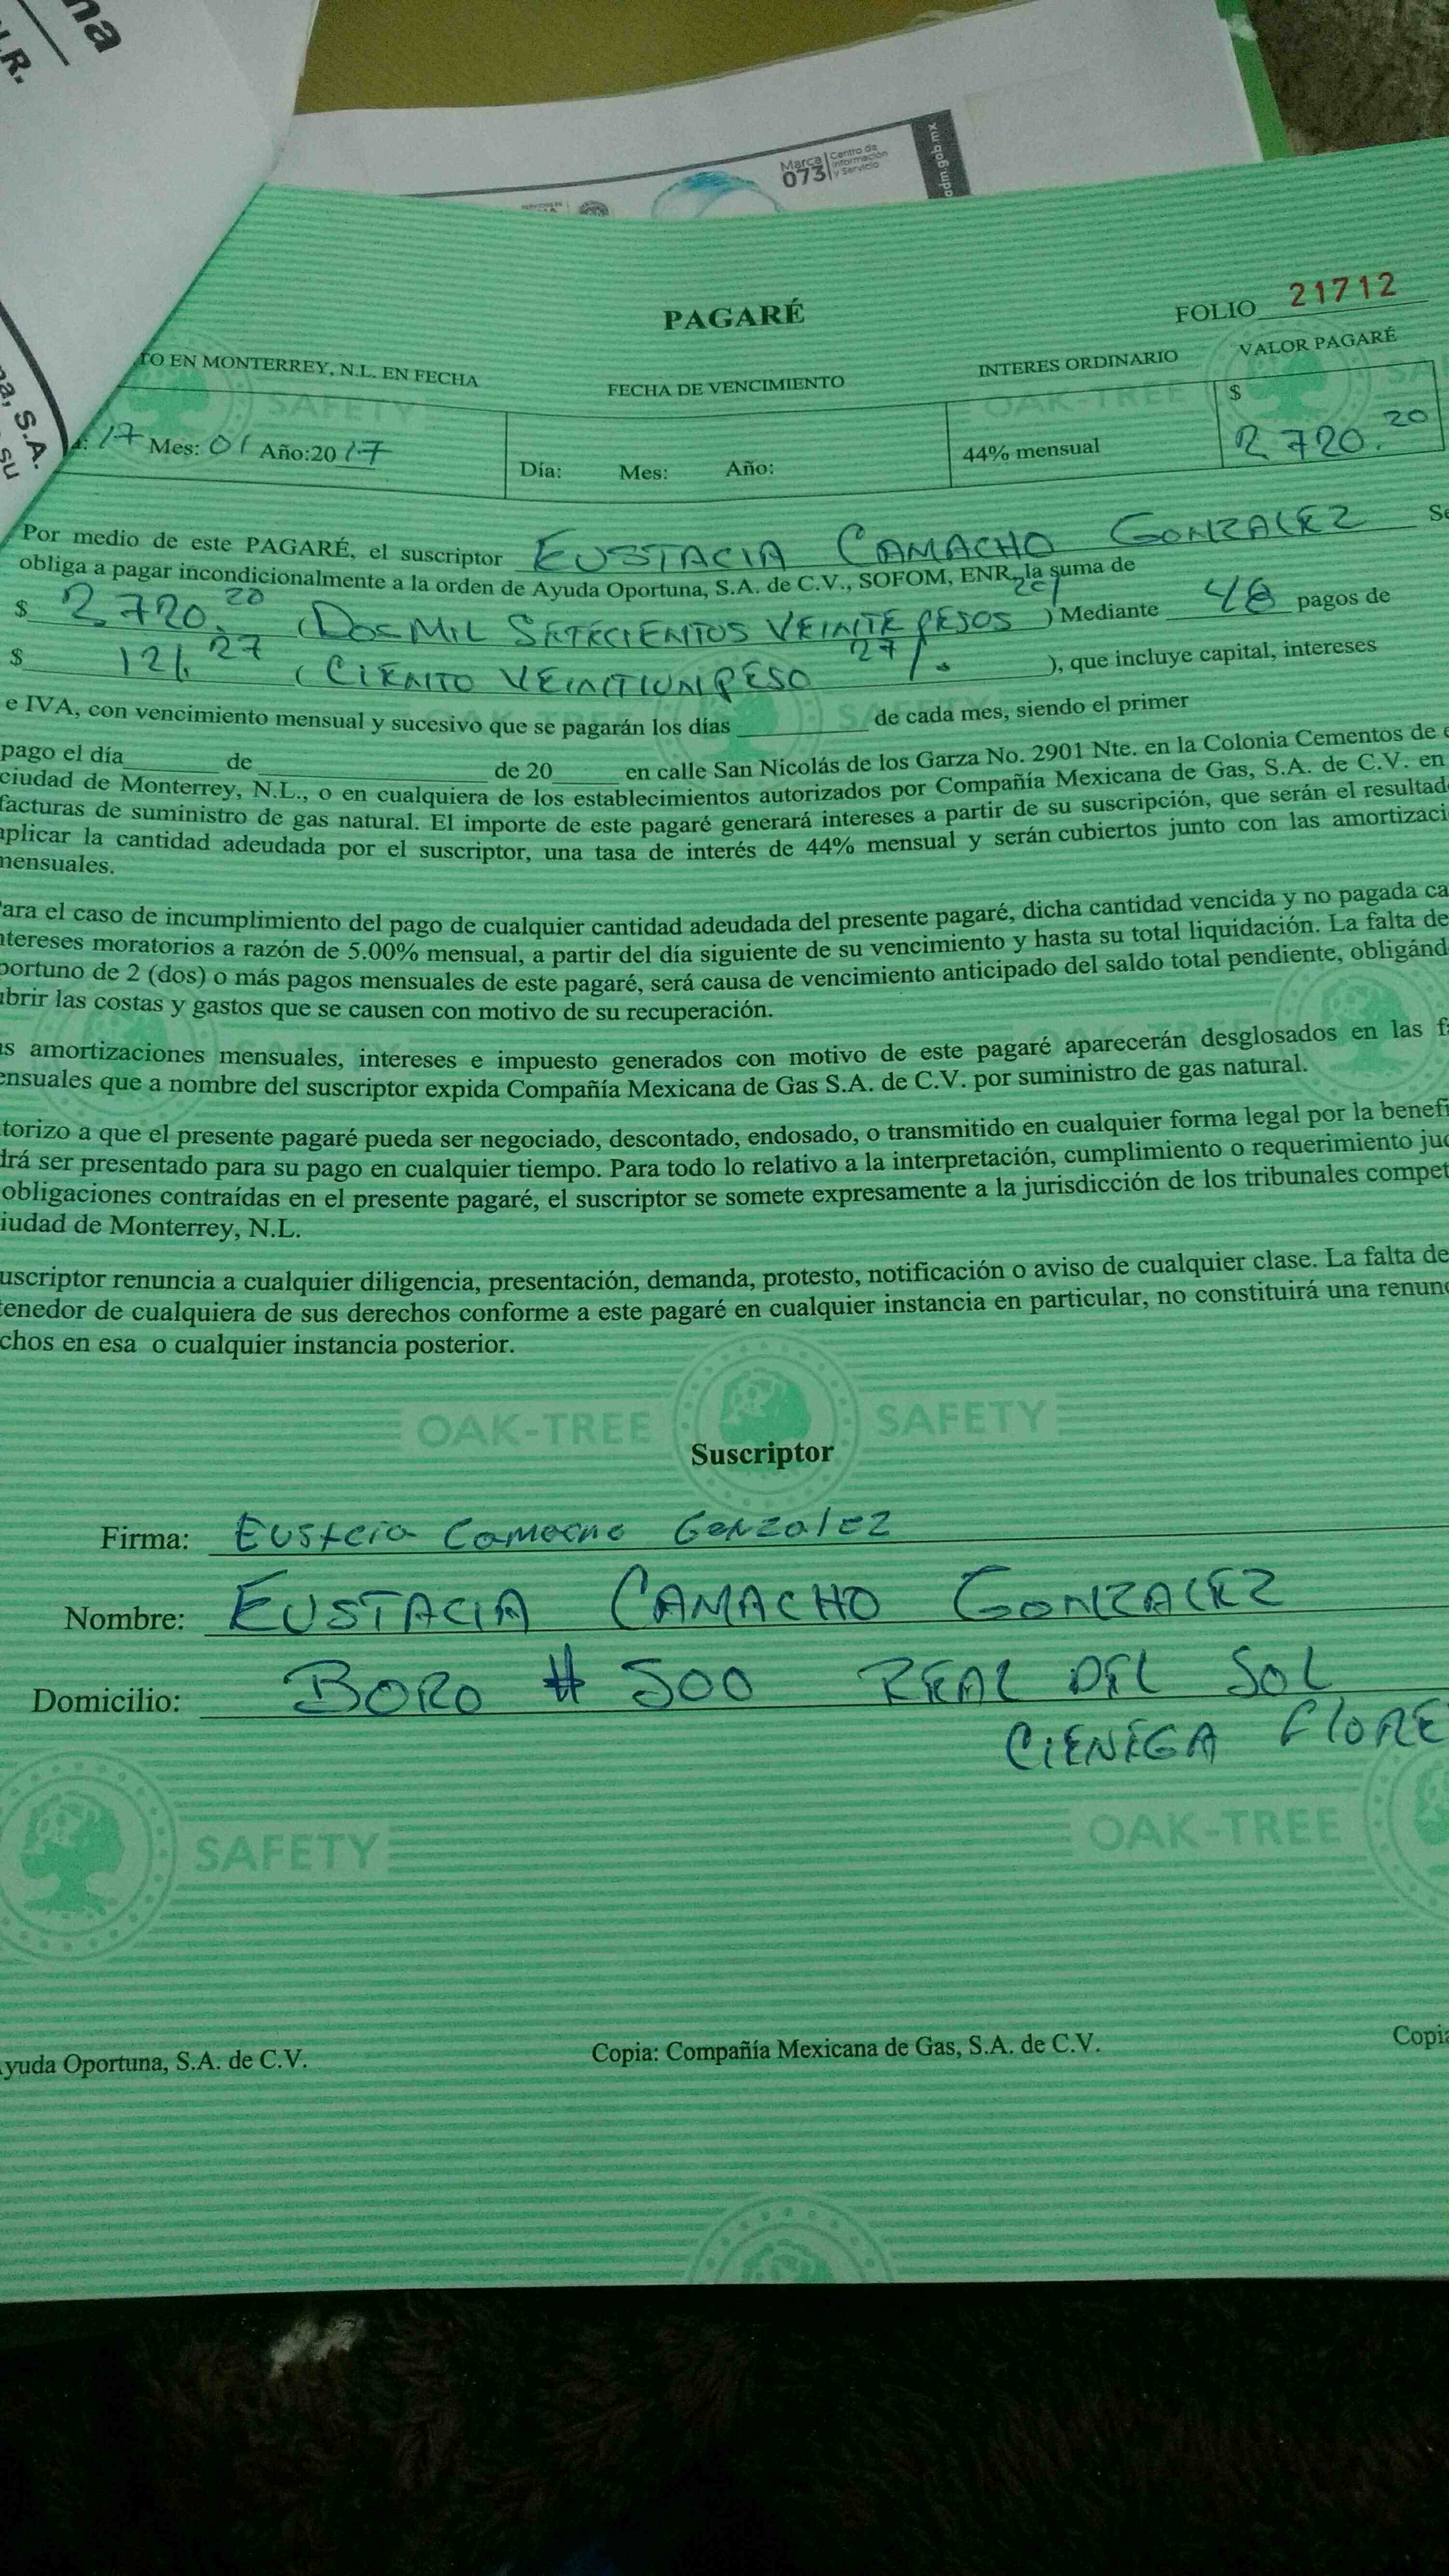 na
.R.
Marca
073
Centro de
Información
y Servicio
adm.gob.mx
a, S.A.
su
PAGARÉ
FOLIO 21712
TO EN MONTERREY, N.L. EN FECHA
FECHA DE VENCIMIENTO
INTERES ORDINARIO
VALOR PAGARÉ
17 Mes: 01 Año:2017
Día: Mes: Año:
44% mensual
$ 2 720.20
Por medio de este PAGARÉ, el suscriptor EUSTACIA CAMACHO GONZALEZ Se
obliga a pagar incondicionalmente a la orden de Ayuda Oportuna, S.A. de C.V., SOFOM, ENR, la suma de
$ 2,720.20 (DOS MIL SETECIENTOS VEINTE PESOS 20/ ) Mediante 48 pagos de
$ 121.27 (CIENTO VEINTIUN PESO 27/. ), que incluye capital, intereses
e IVA, con vencimiento mensual y sucesivo que se pagarán los días de cada mes, siendo el primer
pago el día de de 20 en calle San Nicolás de los Garza No. 2901 Nte. en la Colonia Cementos de e
ciudad de Monterrey, N.L., o en cualquiera de los establecimientos autorizados por Compañía Mexicana de Gas, S.A. de C.V. en
facturas de suministro de gas natural. El importe de este pagaré generará intereses a partir de su suscripción, que serán el resultad
aplicar la cantidad adeudada por el suscriptor, una tasa de interés de 44% mensual y serán cubiertos junto con las amortizaci
mensuales.
Para el caso de incumplimiento del pago de cualquier cantidad adeudada del presente pagaré, dicha cantidad vencida y no pagada ca
ntereses moratorios a razón de 5.00% mensual, a partir del día siguiente de su vencimiento y hasta su total liquidación. La falta de
portuno de 2 (dos) o más pagos mensuales de este pagaré, será causa de vencimiento anticipado del saldo total pendiente, obligánd
ubrir las costas y gastos que se causen con motivo de su recuperación.
as amortizaciones mensuales, intereses e impuesto generados con motivo de este pagaré aparecerán desglosados en las fa
ensuales que a nombre del suscriptor expida Compañía Mexicana de Gas S.A. de C.V. por suministro de gas natural.
torizo a que el presente pagaré pueda ser negociado, descontado, endosado, o transmitido en cualquier forma legal por la benefi
drá ser presentado para su pago en cualquier tiempo. Para todo lo relativo a la interpretación, cumplimiento o requerimiento jud
obligaciones contraídas en el presente pagaré, el suscriptor se somete expresamente a la jurisdicción de los tribunales compet
iudad de Monterrey, N.L.
uscriptor renuncia a cualquier diligencia, presentación, demanda, protesto, notificación o aviso de cualquier clase. La falta de
tenedor de cualquiera de sus derechos conforme a este pagaré en cualquier instancia en particular, no constituirá una renunc
chos en esa o cualquier instancia posterior.
OAK-TREE SAFETY
Suscriptor
Firma: Eustcia Camacho Gonzalez
Nombre: EUSTACIA CAMACHO GONZALEZ
Domicilio: BORO # 500 REAL DEL SOL
CIENEGA FLORE
SAFETY OAK-TREE
yuda Oportuna, S.A. de C.V.
Copia: Compañía Mexicana de Gas, S.A. de C.V.
Copia